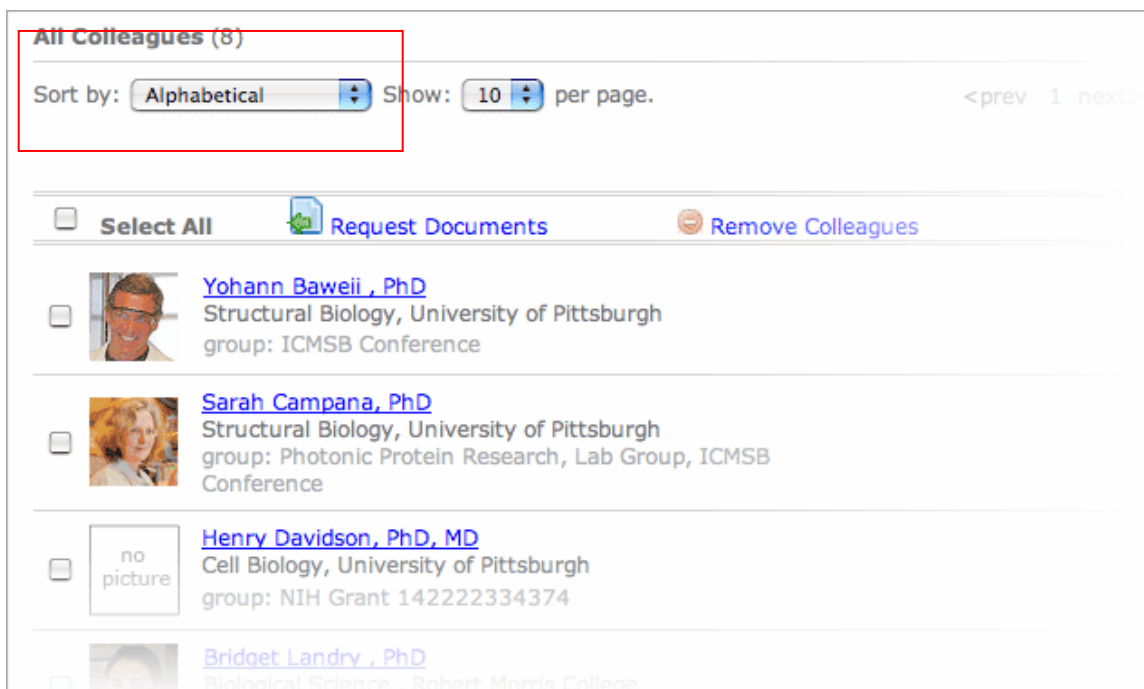 All Colleagues (8)
Sort by: Alphabetical Show: 10 per page. <prev 1 next>
Select All Request Documents Remove Colleagues
Yohann Baweii , PhD
Structural Biology, University of Pittsburgh
group: ICMSB Conference
Sarah Campana, PhD
Structural Biology, University of Pittsburgh
group: Photonic Protein Research, Lab Group, ICMSB
Conference
no
picture
Henry Davidson, PhD, MD
Cell Biology, University of Pittsburgh
group: NIH Grant 142222334374
Bridget Landry , PhD
Biological Science , Robert Morris College